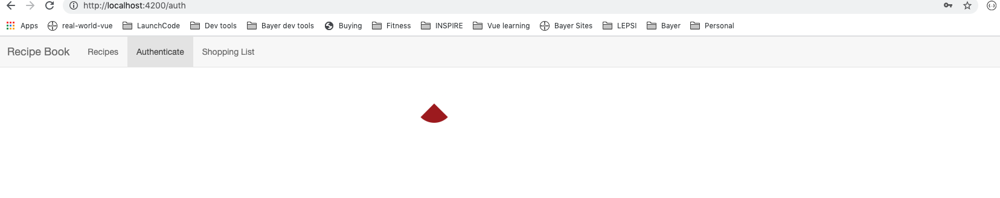 http://localhost:4200/auth
Apps real-world-vue LaunchCode Dev tools Bayer dev tools Buying Fitness INSPIRE Vue learning Bayer Sites LEPSI Bayer Personal
Recipe Book Recipes Authenticate Shopping List